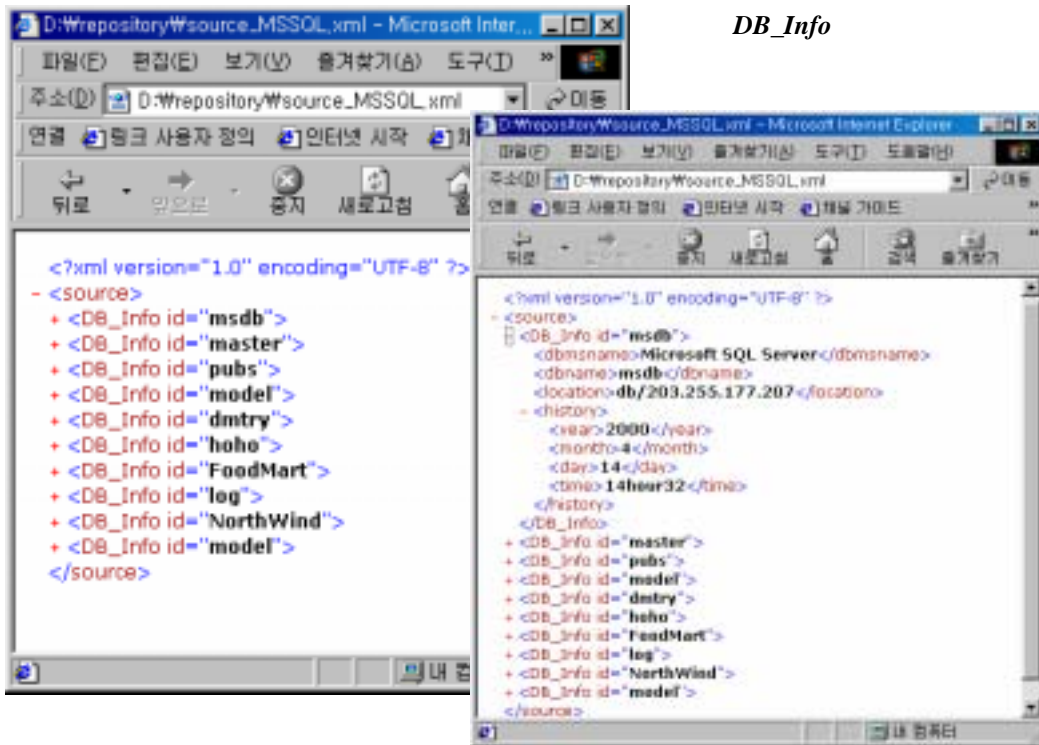 D:₩repository₩source_MSSQL.xml - Microsoft Inter...
파일(F) 편집(E) 보기(V) 즐겨찾기(A) 도구(T) »
주소(D) D:₩repository₩source_MSSQL.xml 이동
연결 링크 사용자 정의 인터넷 시작
뒤로 앞으로 중지 새로고침 홈
<?xml version="1.0" encoding="UTF-8" ?>
- <source>
+ <DB_Info id="msdb">
+ <DB_Info id="master">
+ <DB_Info id="pubs">
+ <DB_Info id="model">
+ <DB_Info id="dmtry">
+ <DB_Info id="hoho">
+ <DB_Info id="FoodMart">
+ <DB_Info id="log">
+ <DB_Info id="NorthWind">
+ <DB_Info id="model">
</source>
내 컴
DB_Info
D:₩repository₩source_MSSQL.xml - Microsoft Internet Explorer
파일(F) 편집(E) 보기(V) 즐겨찾기(A) 도구(T) 도움말(H)
주소(D) D:₩repository₩source_MSSQL.xml 이동
연결 링크 사용자 정의 인터넷 시작 채널 가이드 »
뒤로 중지 새로고침 홈 검색 즐겨찾기 »
<?xml version="1.0" encoding="UTF-8" ?>
- <source>
- <DB_Info id="msdb">
<dbmsname>Microsoft SQL Server</dbmsname>
<dbname>msdb</dbname>
<location>db/203.255.177.207</location>
- <history>
<year>2000</year>
<month>4</month>
<day>14</day>
<time>14hour32</time>
</history>
</DB_Info>
+ <DB_Info id="master">
+ <DB_Info id="pubs">
+ <DB_Info id="model">
+ <DB_Info id="dmtry">
+ <DB_Info id="hoho">
+ <DB_Info id="FoodMart">
+ <DB_Info id="log">
+ <DB_Info id="NorthWind">
+ <DB_Info id="model">
</source>
내 컴퓨터